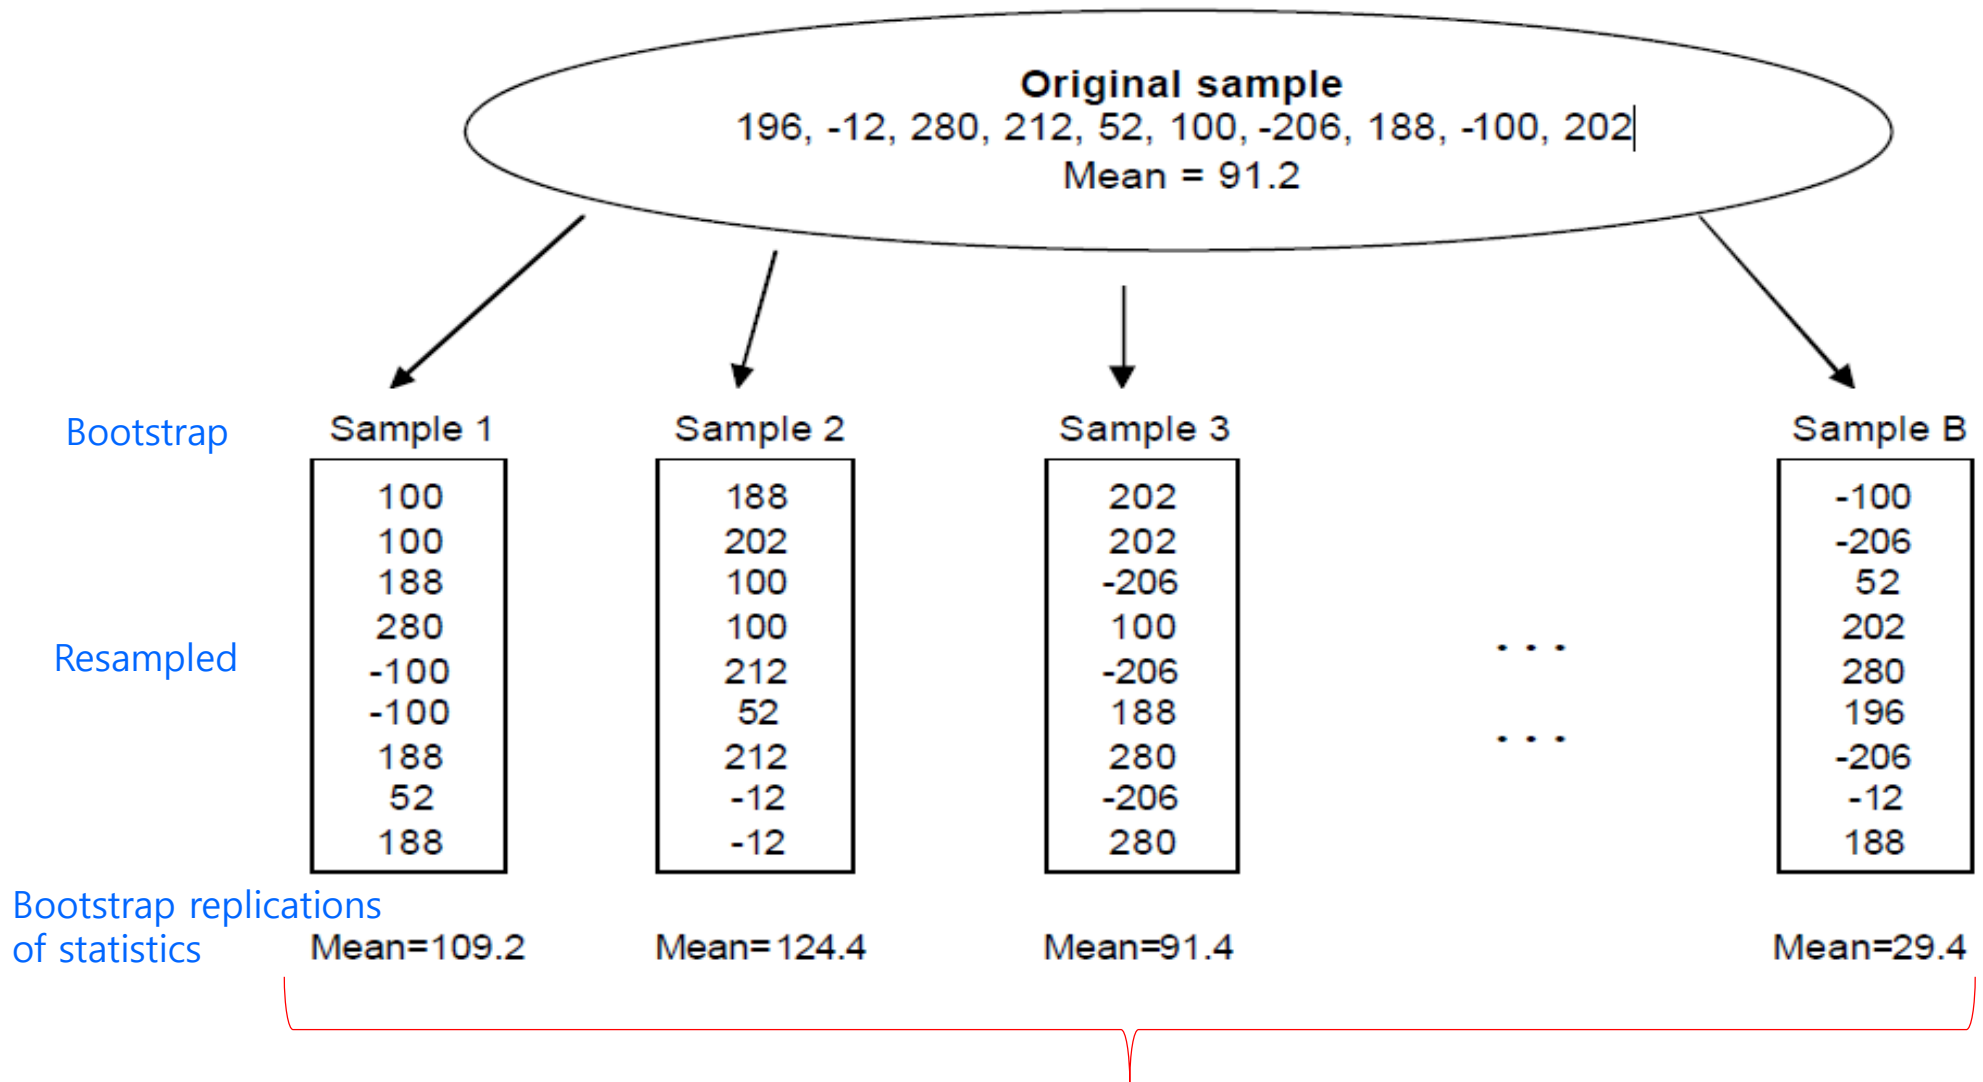 Original sample
196, -12, 280, 212, 52, 100, -206, 188, -100, 202
Mean = 91.2
Bootstrap
Sample 1
Sample 2
Sample 3
Sample B
Resampled
100
100
188
280
-100
-100
188
52
188
188
202
100
100
212
52
212
-12
-12
202
202
-206
100
-206
188
280
-206
280
...
...
-100
-206
52
202
280
196
-206
-12
188
Bootstrap replications
of statistics
Mean=109.2
Mean=124.4
Mean=91.4
Mean=29.4